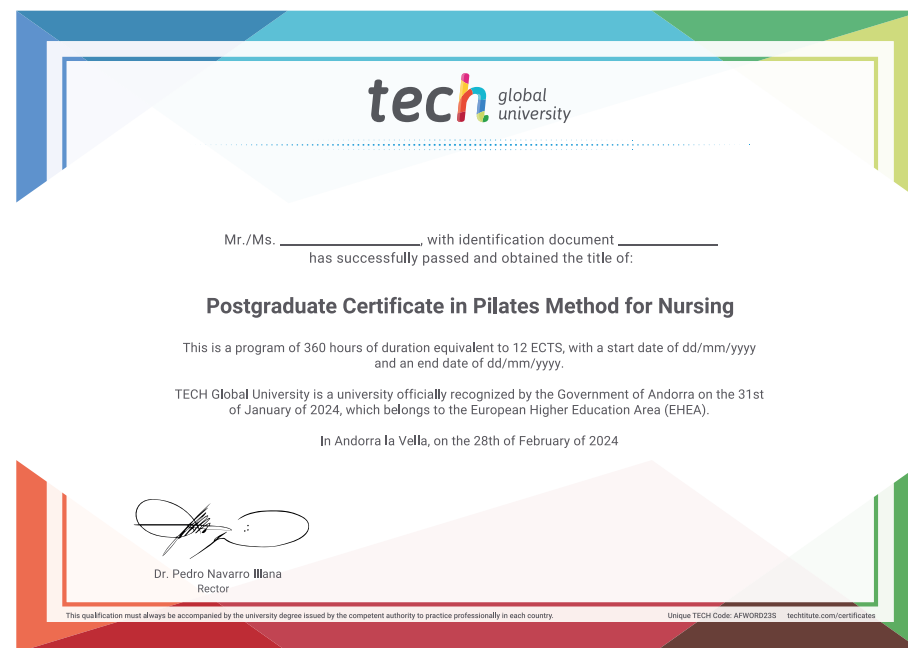 tech global university
Mr./Ms. ____________________, with identification document ______________
has successfully passed and obtained the title of:
Postgraduate Certificate in Pilates Method for Nursing
This is a program of 360 hours of duration equivalent to 12 ECTS, with a start date of dd/mm/yyyy
and an end date of dd/mm/yyyy.
TECH Global University is a university officially recognized by the Government of Andorra on the 31st
of January of 2024, which belongs to the European Higher Education Area (EHEA).
In Andorra la Vella, on the 28th of February of 2024
Dr. Pedro Navarro Illana
Rector
This qualification must always be accompanied by the university degree issued by the competent authority to practice professionally in each country.
Unique TECH Code: AFWORD23S techtitute.com/certificates